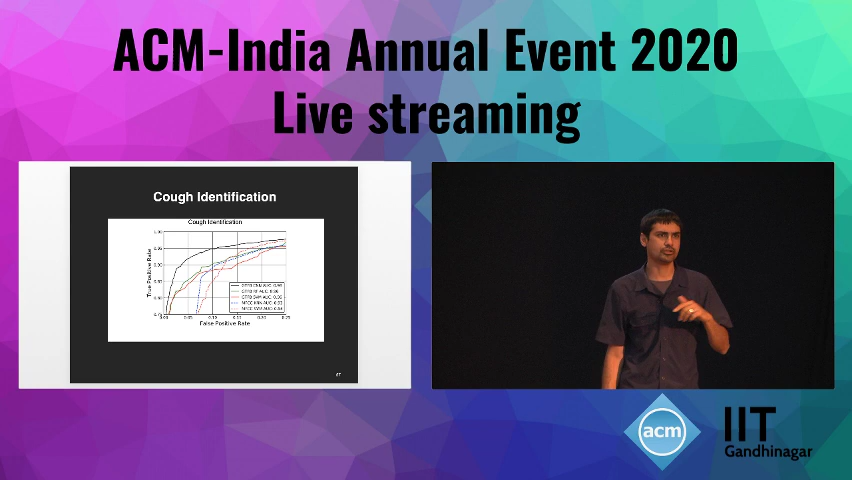 ACM-India Annual Event 2020
Live streaming
Cough Identification
Cough Identification
True Positive Rate
False Positive Rate
acm
IIT
Gandhinagar